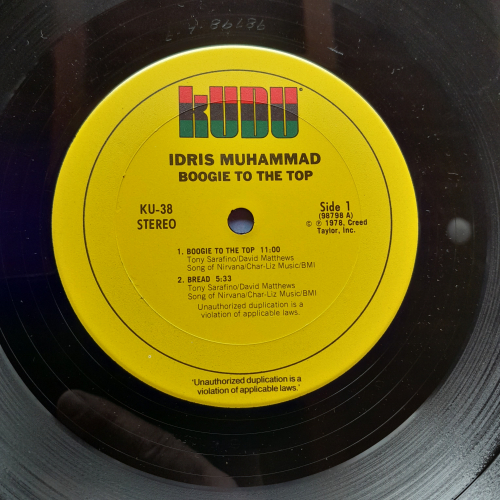 KUDU®
IDRIS MUHAMMAD
BOOGIE TO THE TOP
KU-38
STEREO
Side 1
(98798 A)
© ℗ 1978, Creed
Taylor, Inc.
1. BOOGIE TO THE TOP 11:00
Tony Sarafino/David Matthews
Song of Nirvana/Char-Liz Music/BMI
2. BREAD 5:33
Tony Sarafino/David Matthews
Song of Nirvana/Char-Liz Music/BMI
Unauthorized duplication is a
violation of applicable laws.
'Unauthorized duplication is a
violation of applicable laws.'